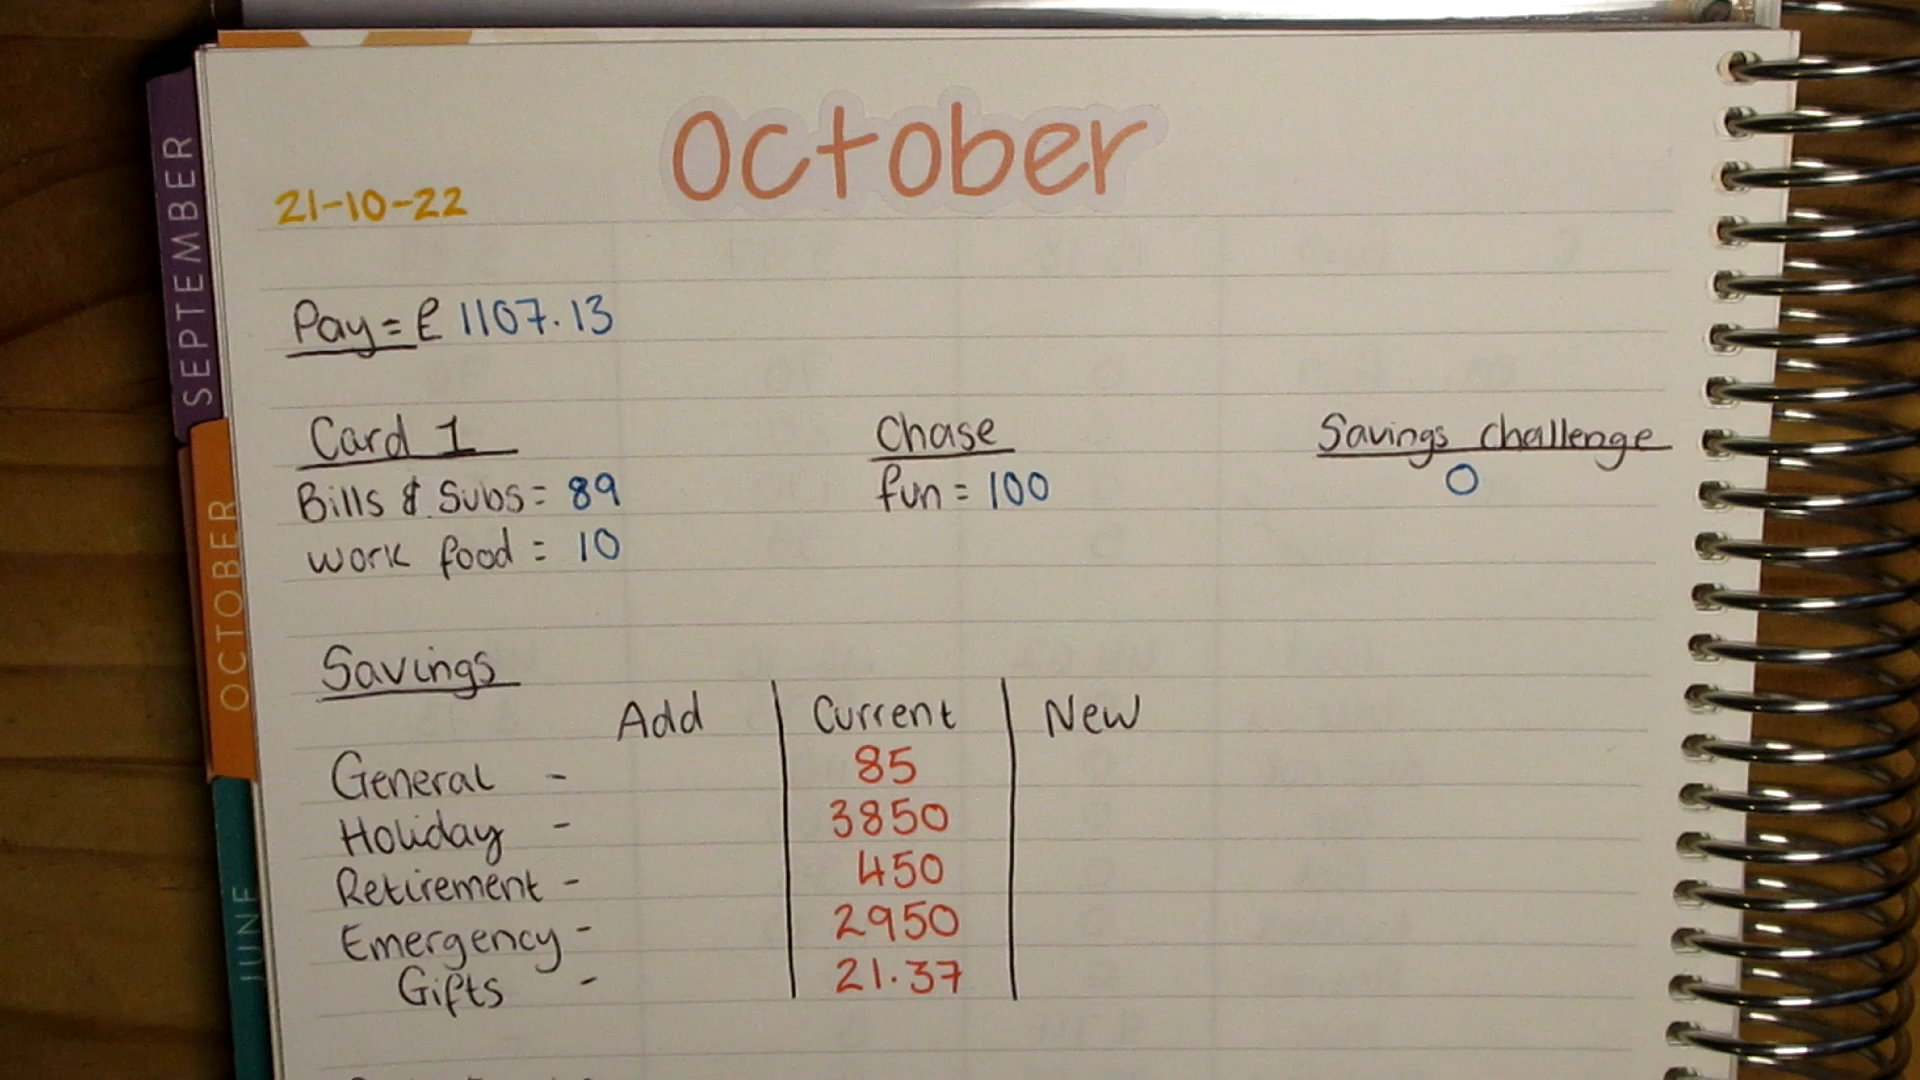 October
21-10-22
Pay = £ 1107.13
Card 1 Chase Savings challenge
Bills & Subs = 89 fun = 100 0
work food = 10
Savings
Add Current New
General - 85
Holiday - 3850
Retirement - 450
Emergency - 2950
Gifts - 21.37
SEPTEMBER
OCTOBER
JUNE